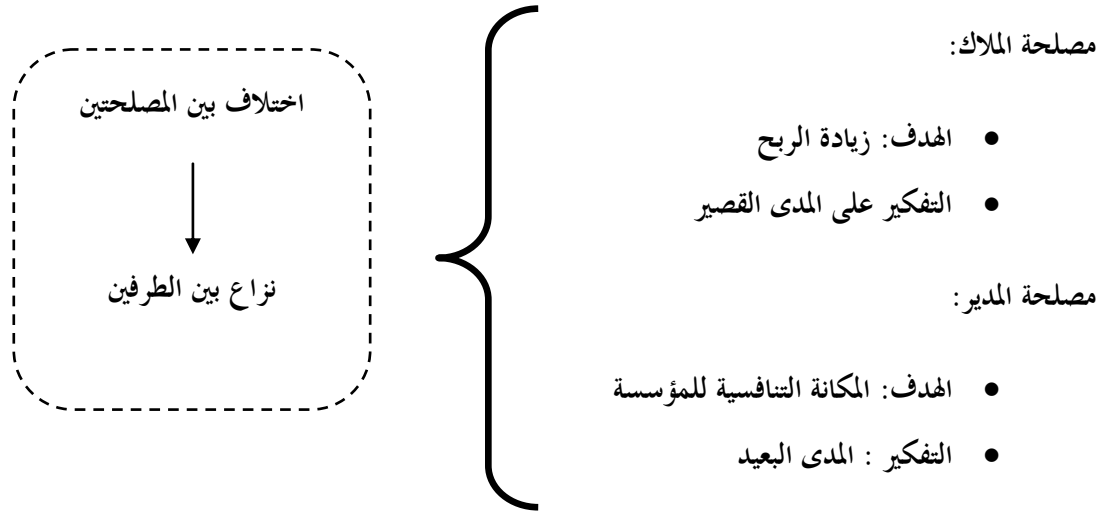 مصلحة الملاك:
● الهدف: زيادة الربح
● التفكير على المدى القصير
مصلحة المدير:
● الهدف: المكانة التنافسية للمؤسسة
● التفكير : المدى البعيد
اختلاف بين المصلحتين
نزاع بين الطرفين